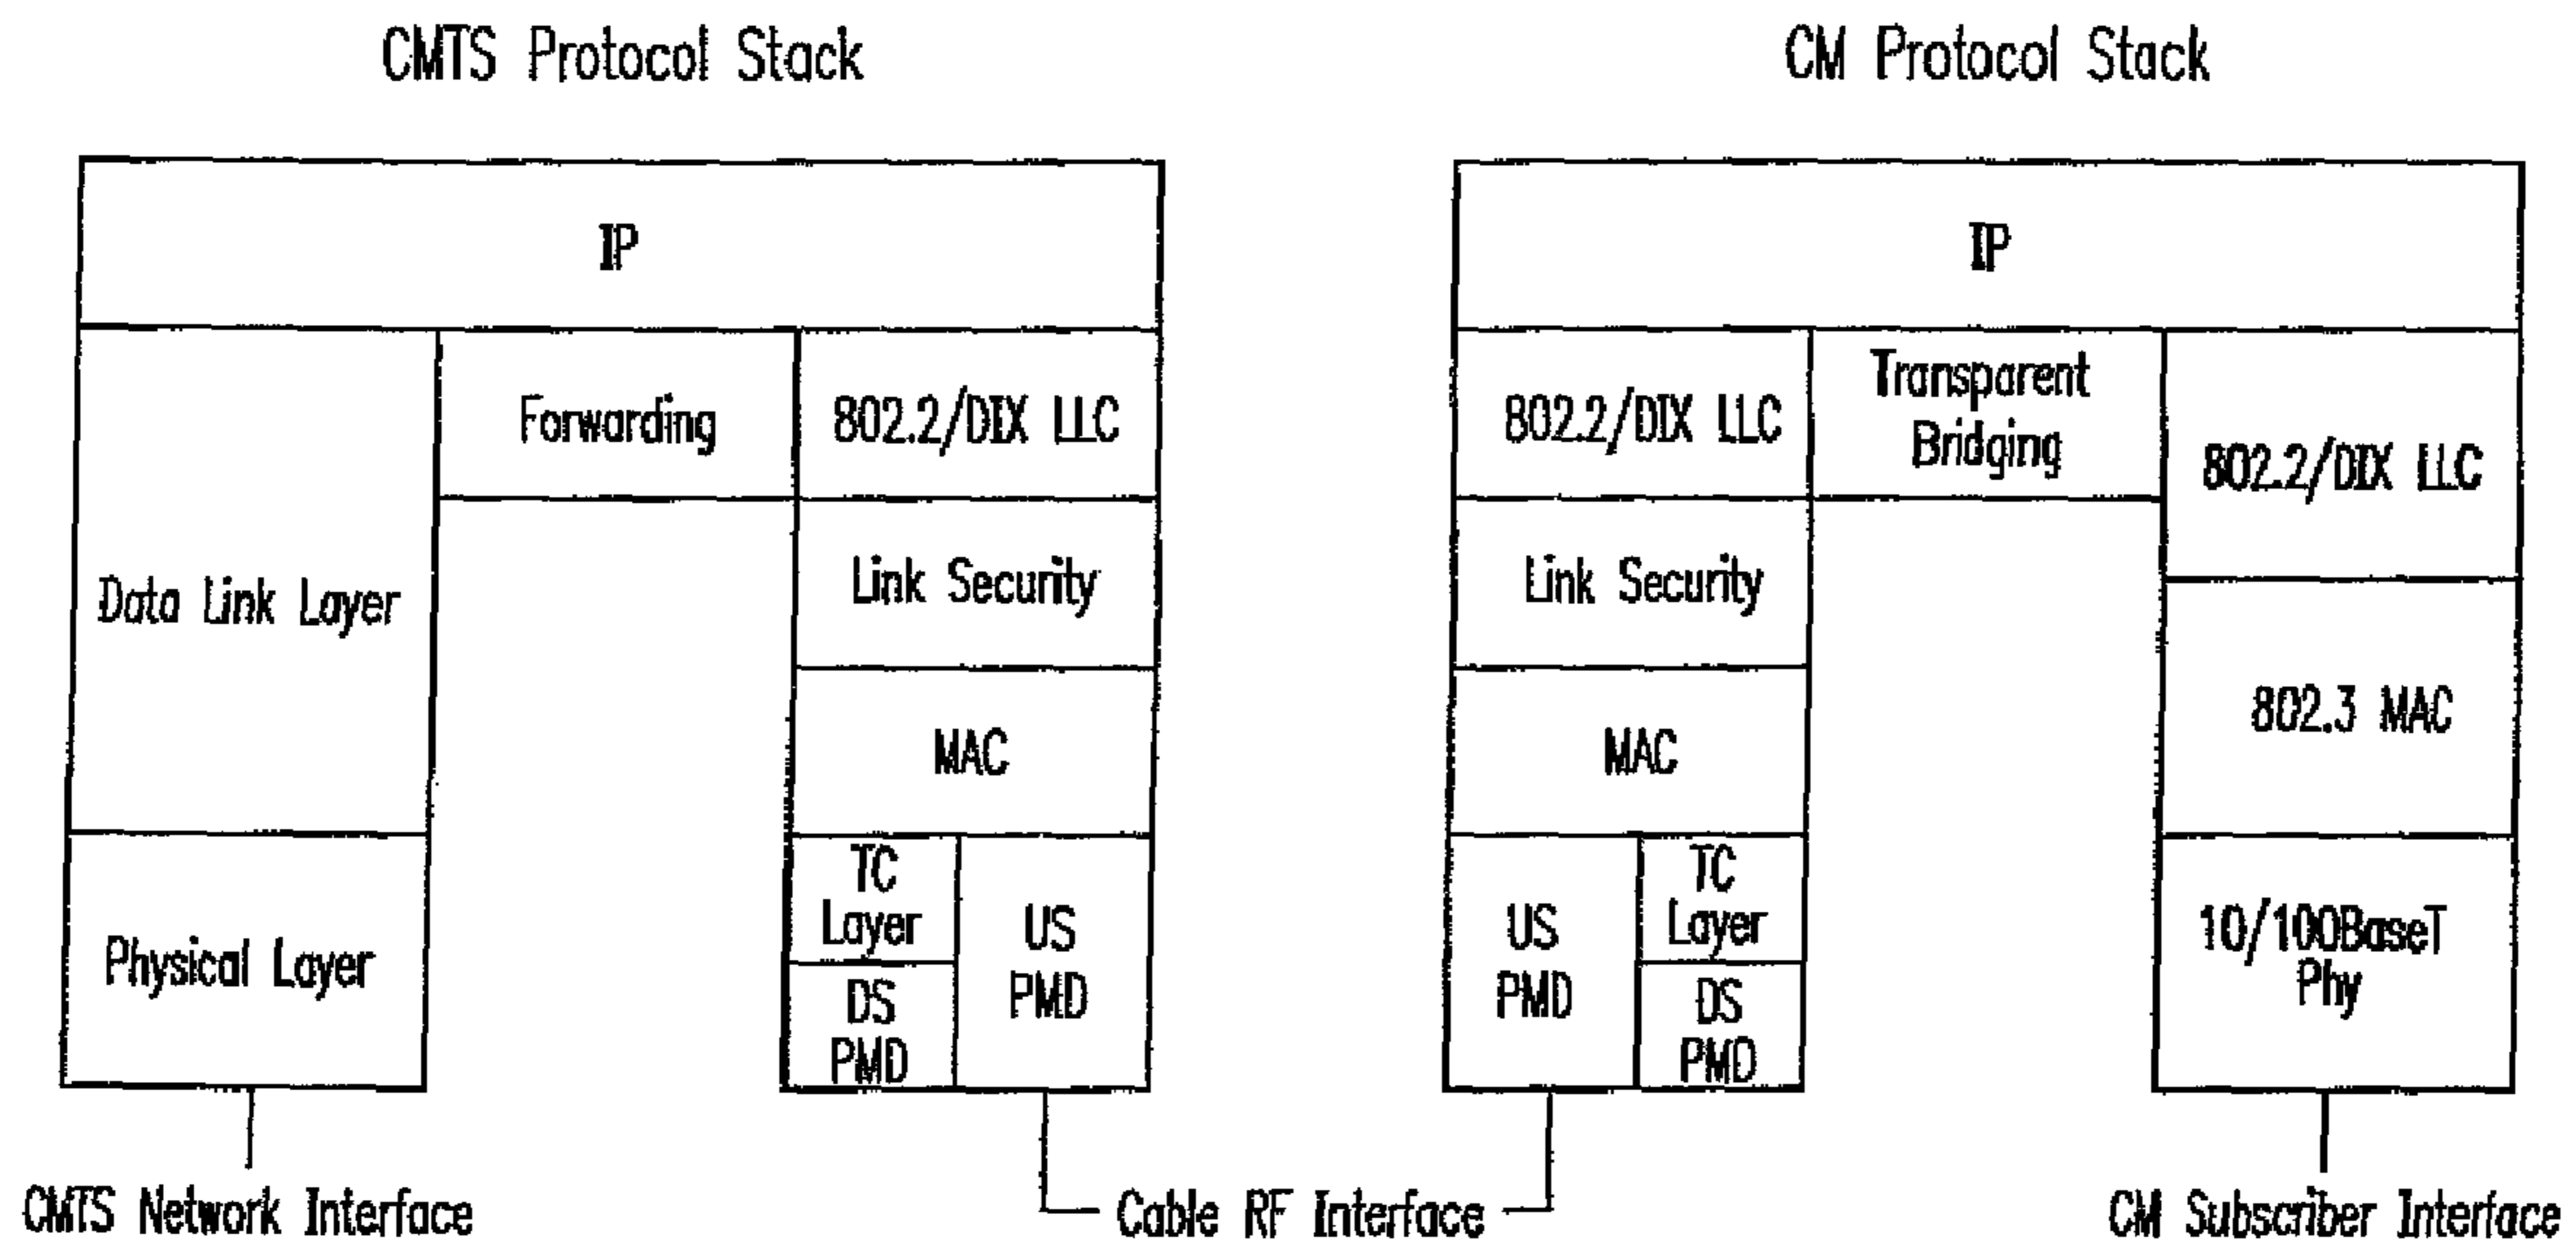 CMTS Protocol Stack
CM Protocol Stack
IP
Forwarding
802.2/DIX LLC
Data Link Layer
Link Security
MAC
Physical Layer
TC
Layer
DS
PMD
US
PMD
IP
802.2/DIX LLC
Transparent
Bridging
802.2/DIX LLC
Link Security
802.3 MAC
MAC
US
PMD
TC
Layer
DS
PMD
10/100BaseT
Phy
CMTS Network Interface
Cable RF Interface
CM Subscriber Interface